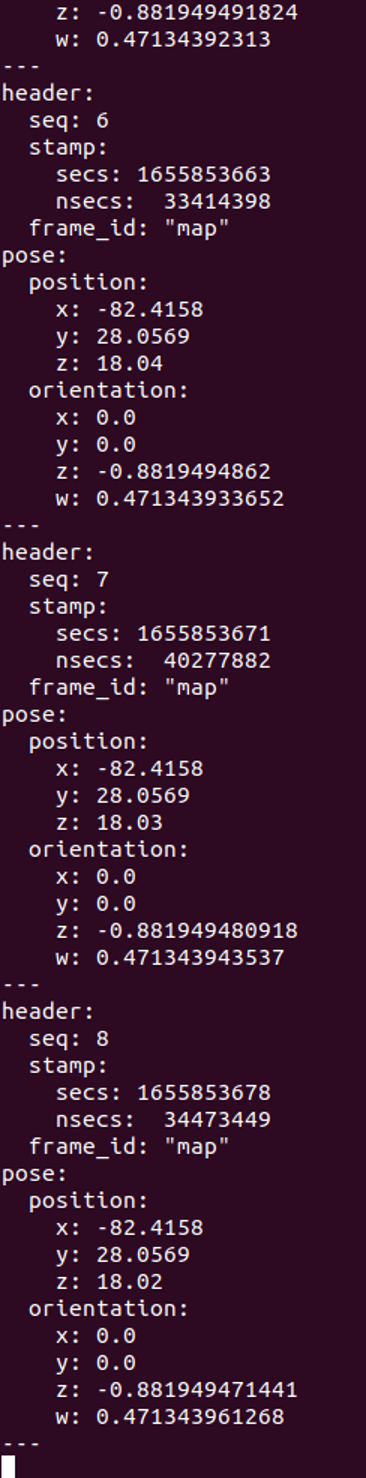 z: -0.881949491824
    w: 0.47134392313
---
header:
  seq: 6
  stamp:
    secs: 1655853663
    nsecs:  33414398
  frame_id: "map"
pose:
  position:
    x: -82.4158
    y: 28.0569
    z: 18.04
  orientation:
    x: 0.0
    y: 0.0
    z: -0.8819494862
    w: 0.471343933652
---
header:
  seq: 7
  stamp:
    secs: 1655853671
    nsecs:  40277882
  frame_id: "map"
pose:
  position:
    x: -82.4158
    y: 28.0569
    z: 18.03
  orientation:
    x: 0.0
    y: 0.0
    z: -0.881949480918
    w: 0.471343943537
---
header:
  seq: 8
  stamp:
    secs: 1655853678
    nsecs:  34473449
  frame_id: "map"
pose:
  position:
    x: -82.4158
    y: 28.0569
    z: 18.02
  orientation:
    x: 0.0
    y: 0.0
    z: -0.881949471441
    w: 0.471343961268
---